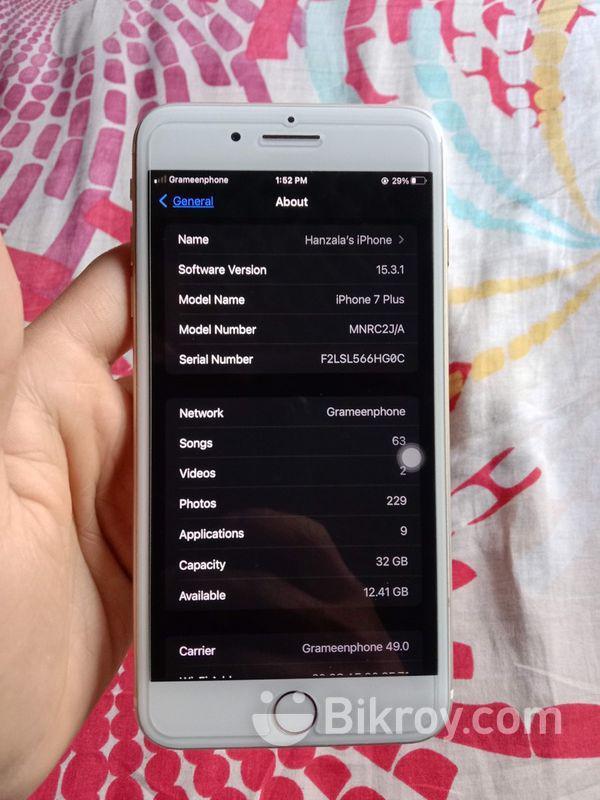 Grameenphone 1:52 PM 29%
General About
Name Hanzala's iPhone
Software Version 15.3.1
Model Name iPhone 7 Plus
Model Number MNRC2J/A
Serial Number F2LSL566HG0C
Network Grameenphone
Songs 63
Videos 2
Photos 229
Applications 9
Capacity 32 GB
Available 12.41 GB
Carrier Grameenphone 49.0
Bikroy.com